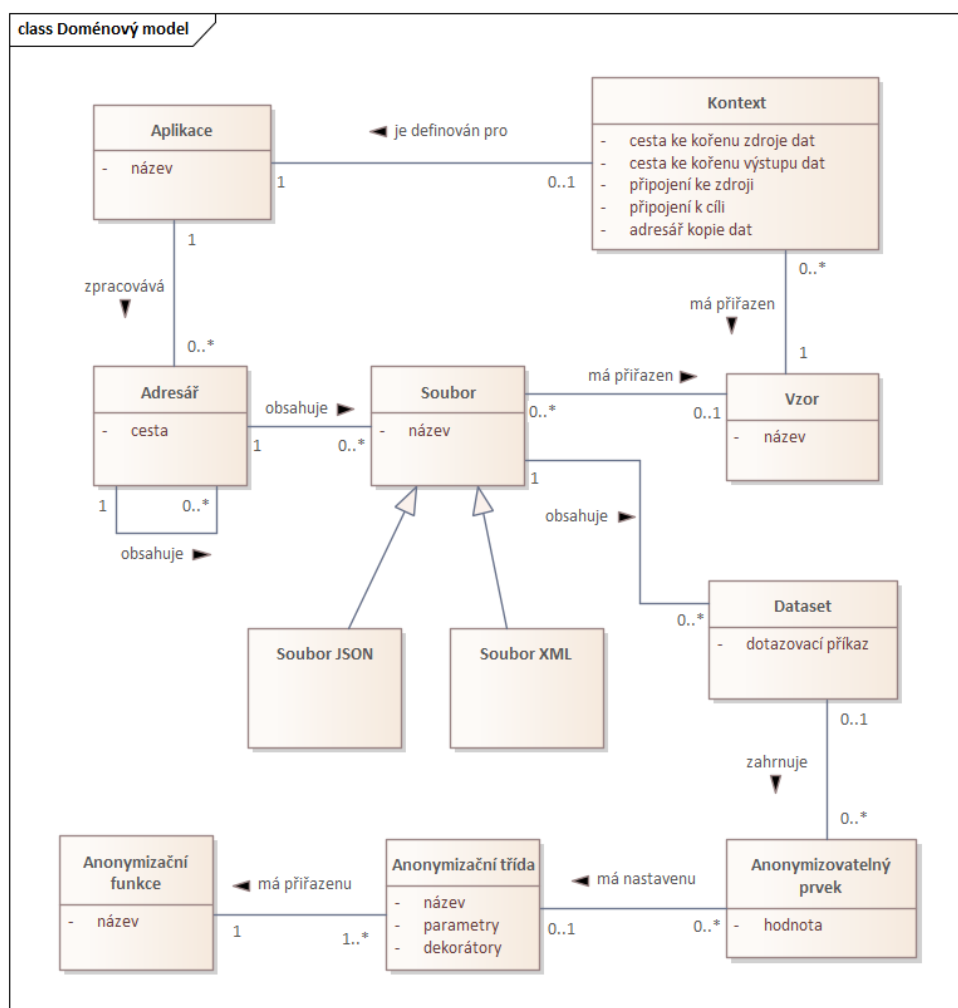 class Doménový model
Aplikace
- název
je definován pro
1
0..1
Kontext
- cesta ke kořenu zdroje dat
- cesta ke kořenu výstupu dat
- připojení ke zdroji
- připojení k cíli
- adresář kopie dat
1
zpracovává
0..*
0..*
má přiřazen
1
Adresář
- cesta
obsahuje
1
0..*
Soubor
- název
má přiřazen
0..*
0..1
Vzor
- název
1
0..*
obsahuje
1
obsahuje
0..*
Soubor JSON
Soubor XML
Dataset
- dotazovací příkaz
0..1
zahrnuje
0..*
Anonymizační
funkce
- název
má přiřazenu
1
1..*
Anonymizační třída
- název
- parametry
- dekorátory
má nastavenu
0..1
0..*
Anonymizovatelný
prvek
- hodnota